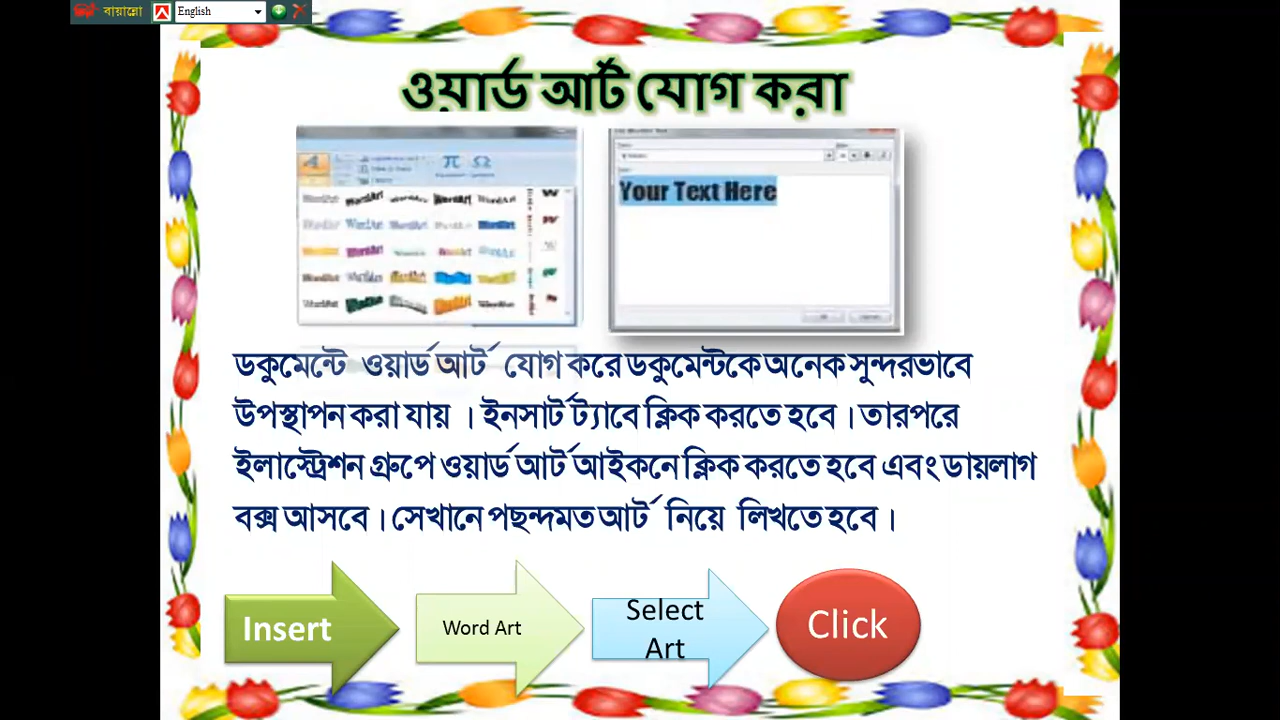 বায়ান্নো
English
ওয়ার্ড আর্ট যোগ করা
Your Text Here
ডকুমেন্টে ওয়ার্ড আর্ট যোগ করে ডকুমেন্টকে অনেক সুন্দরভাবে
উপস্থাপন করা যায় । ইনসার্ট ট্যাবে ক্লিক করতে হবে । তারপরে
ইলাস্ট্রেশন গ্রুপে ওয়ার্ড আর্ট আইকনে ক্লিক করতে হবে এবং ডায়লাগ
বক্স আসবে । সেখানে পছন্দমত আর্ট নিয়ে লিখতে হবে ।
Insert
Word Art
Select
Art
Click